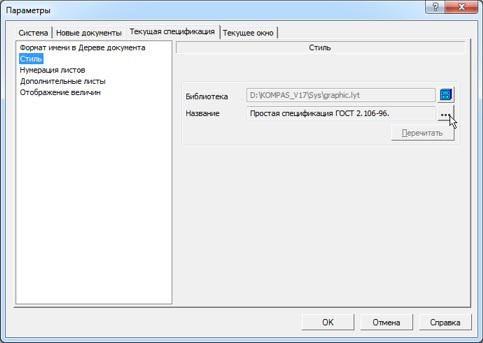 Параметры
Система Новые документы Текущая спецификация Текущее окно
Формат имени в Дереве документа
Стиль
Нумерация листов
Дополнительные листы
Отображение величин
Стиль
Библиотека D:\KOMPAS_V17\Sys\graphic.lyt
Название Простая спецификация ГОСТ 2.106-96. ...
Перечитать
OK Отмена Справка